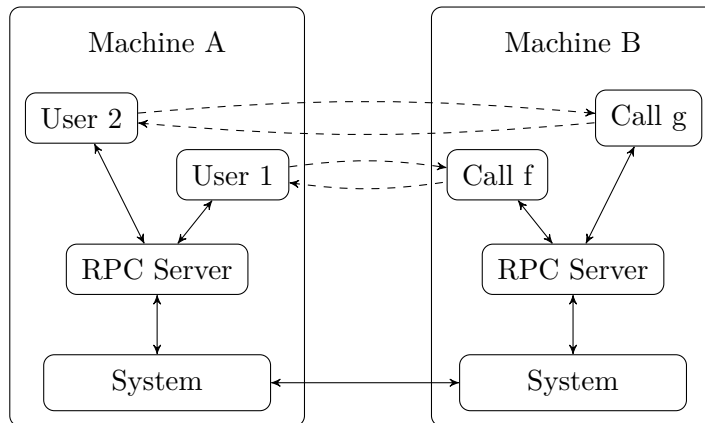 Machine A
Machine B
User 2
Call g
User 1
Call f
RPC Server
RPC Server
System
System